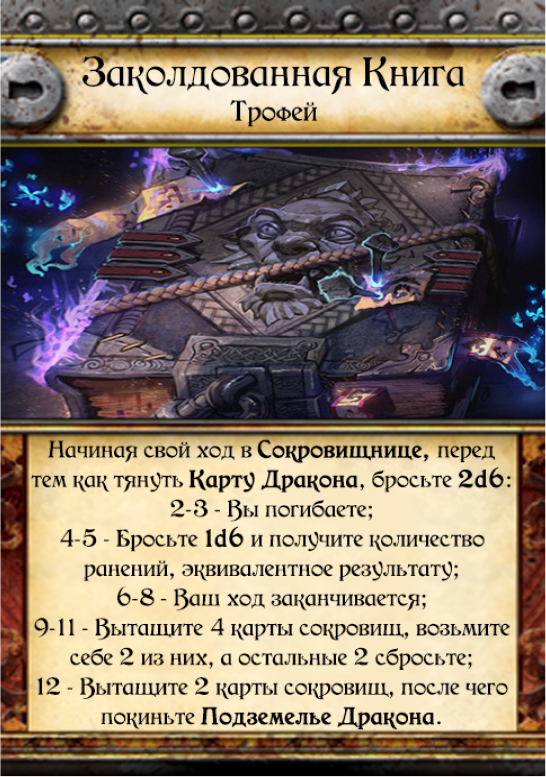 Заколдованная Книга
Трофей
Начиная свой ход в Сокровищнице, перед
тем как тянуть Карту Дракона, бросьте 2d6:
2-3 - Вы погибаете;
4-5 - Бросьте 1d6 и получите количество
ранений, эквивалентное результату;
6-8 - Ваш ход заканчивается;
9-11 - Вытащите 4 карты сокровищ, возьмите
себе 2 из них, а остальные 2 сбросьте;
12 - Вытащите 2 карты сокровищ, после чего
покиньте Подземелье Дракона.